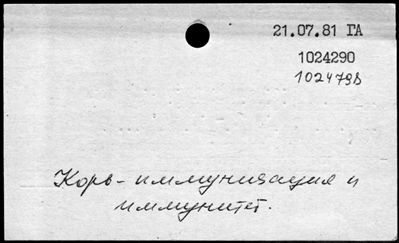 21.07.81 ГА
1024290
1024798
Корь-иммунизация и
иммунитет.